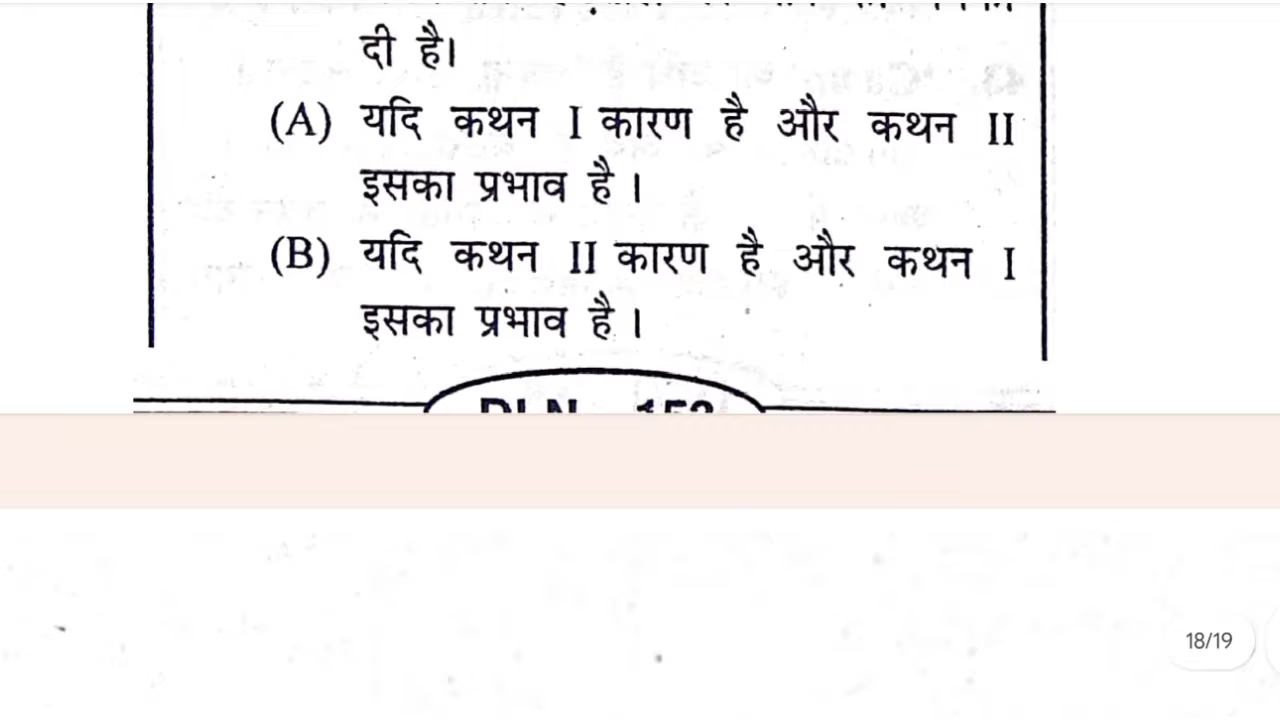 दी है।
(A) यदि कथन I कारण है और कथन II
इसका प्रभाव है ।
(B) यदि कथन II कारण है और कथन I
इसका प्रभाव है ।
18/19